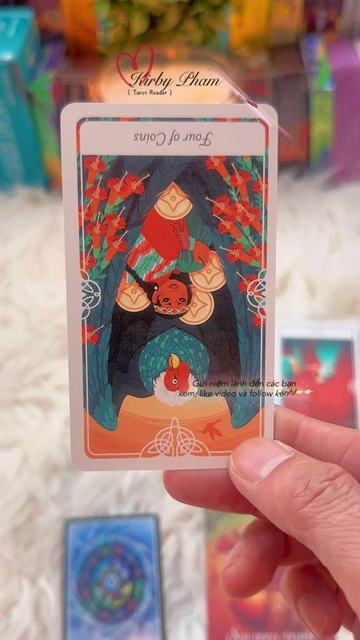 Kirby Pham
[ Tarot Reader ]
Four of Coins
Gửi niệm lành đến các bạn
xem, like video và follow kênh!